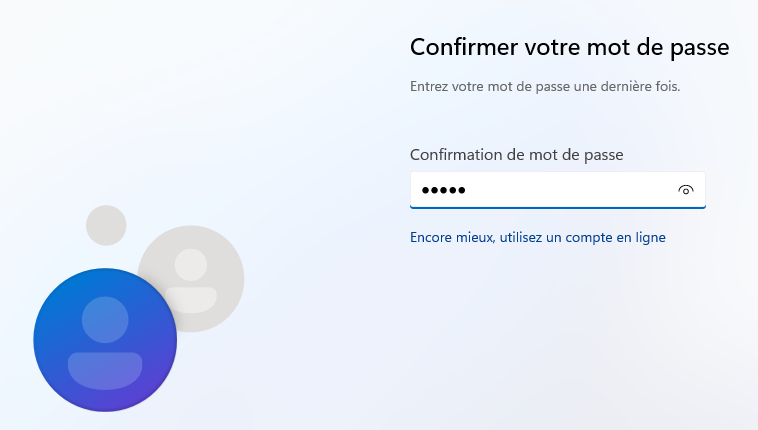 Confirmer votre mot de passe
Entrez votre mot de passe une dernière fois.
Confirmation de mot de passe
●●●●●
Encore mieux, utilisez un compte en ligne